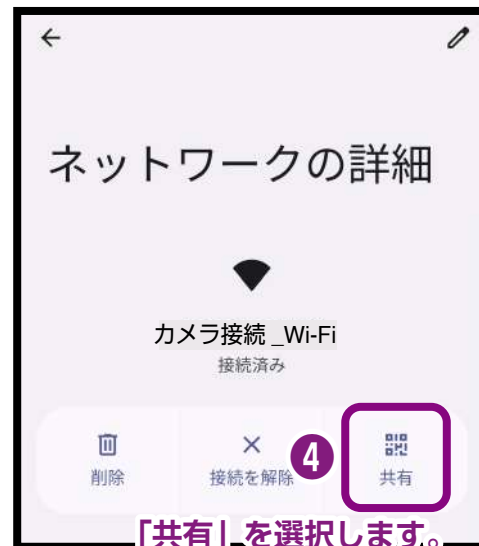 ネットワークの詳細
カメラ接続 _Wi-Fi
接続済み
削除
接続を解除
❹
共有
「共有」を選択します。